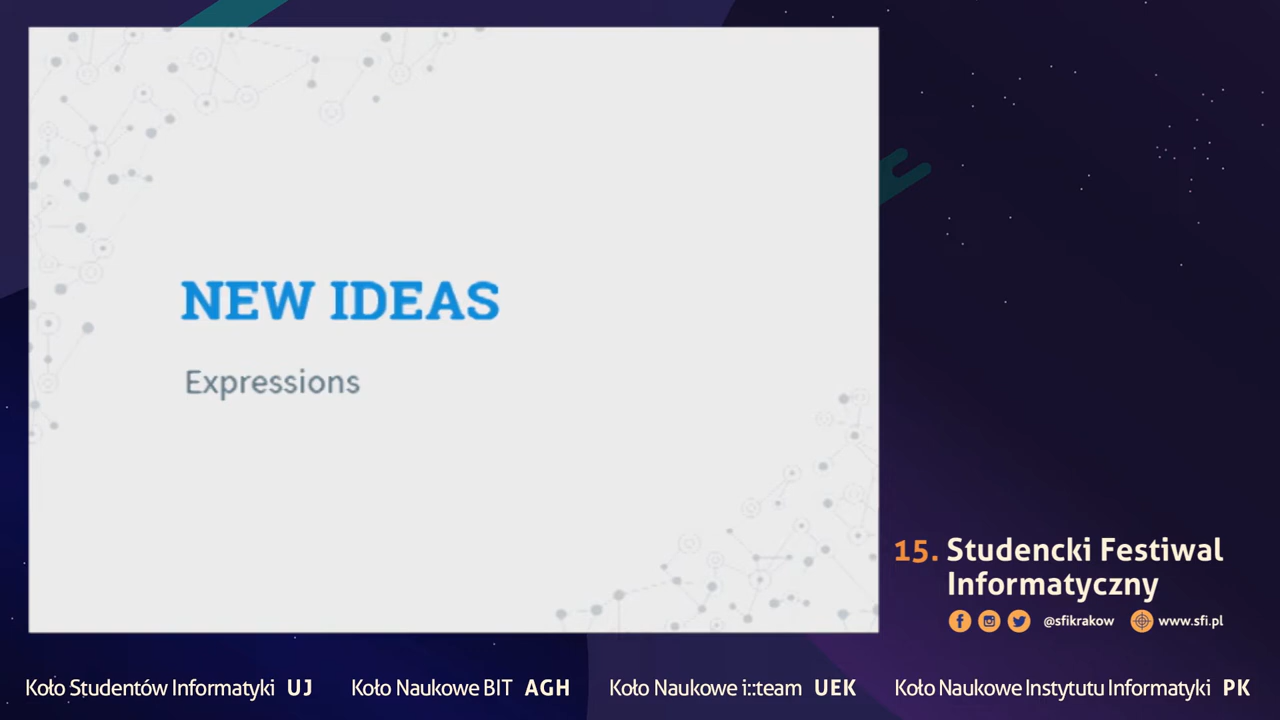 NEW IDEAS
Expressions
15. Studencki Festiwal
Informatyczny
@sfikrakow www.sfi.pl
Koło Studentów Informatyki UJ Koło Naukowe BIT AGH Koło Naukowe i::team UEK Koło Naukowe Instytutu Informatyki PK